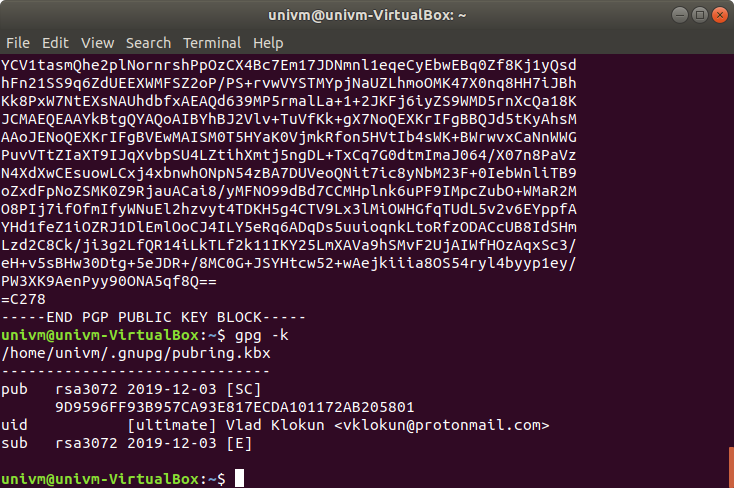 univm@univm-VirtualBox: ~
File Edit View Search Terminal Help
YCV1tasmQhe2plNornrshPpOzCX4Bc7Em17JDNmnl1eqeCyEbwEBq0Zf8Kj1yQsd
hFn21SS9q6ZdUEEXWMFSZ2oP/PS+rvwVYSTMYpjNaUZLhmoOMK47X0nq8HH7iJBh
Kk8PxW7NtEXsNAUhdbfxAEAQd639MP5rmalLa+1+2JKFj6iyZS9WMD5rnXcQa18K
JCMAEQEAAYkBtgQYAQoAIBYhBJ2Vlv+TuVfKk+gX7NoQEXKrIFgBBQJd5tKyAhsM
AAoJENoQEXKrIFgBVEwMAISM0T5HYaK0VjmkRfon5HVtIb4sWK+BWrwvxCaNnWWG
PuvVTtZIaXT9IJqXvbpSU4LZtihXmtj5ngDL+TxCq7G0dtmImaJ064/X07n8PaVz
N4XdXwCEsuowLCxj4xbnwhONpN54zBA7DUVeoQNit7ic8yNbM23F+0IebWnliTB9
oZxdFpNoZSMK0Z9RjauACai8/yMFNO99dBd7CCMHplnk6uPF9IMpcZubO+WMaR2M
O8PIj7ifOfmIfyWNuEl2hzvyt4TDKH5g4CTV9Lx3lMiOWHGfqTUdL5v2v6EYppfA
YHd1feZ1iOZRJ1DlEmlOoCJ4ILY5eRq6ADqDs5uuioqnkLtoRfzODACcUB8IdSHm
Lzd2C8Ck/ji3g2LfQR14iLkTLf2k11IKY25LmXAVa9hSMvF2UjAIWfHOzAqxSc3/
eH+v5sBHw30Dtg+5eJDR+/8MC0G+JSYHtcw52+wAejkiiia8OS54ryl4byyp1ey/
PW3XK9AenPyy90ONA5qf8Q==
=C278
-----END PGP PUBLIC KEY BLOCK-----
univm@univm-VirtualBox:~$ gpg -k
/home/univm/.gnupg/pubring.kbx
------------------------------
pub   rsa3072 2019-12-03 [SC]
      9D9596FF93B957CA93E817ECDA101172AB205801
uid           [ultimate] Vlad Klokun <vklokun@protonmail.com>
sub   rsa3072 2019-12-03 [E]
univm@univm-VirtualBox:~$